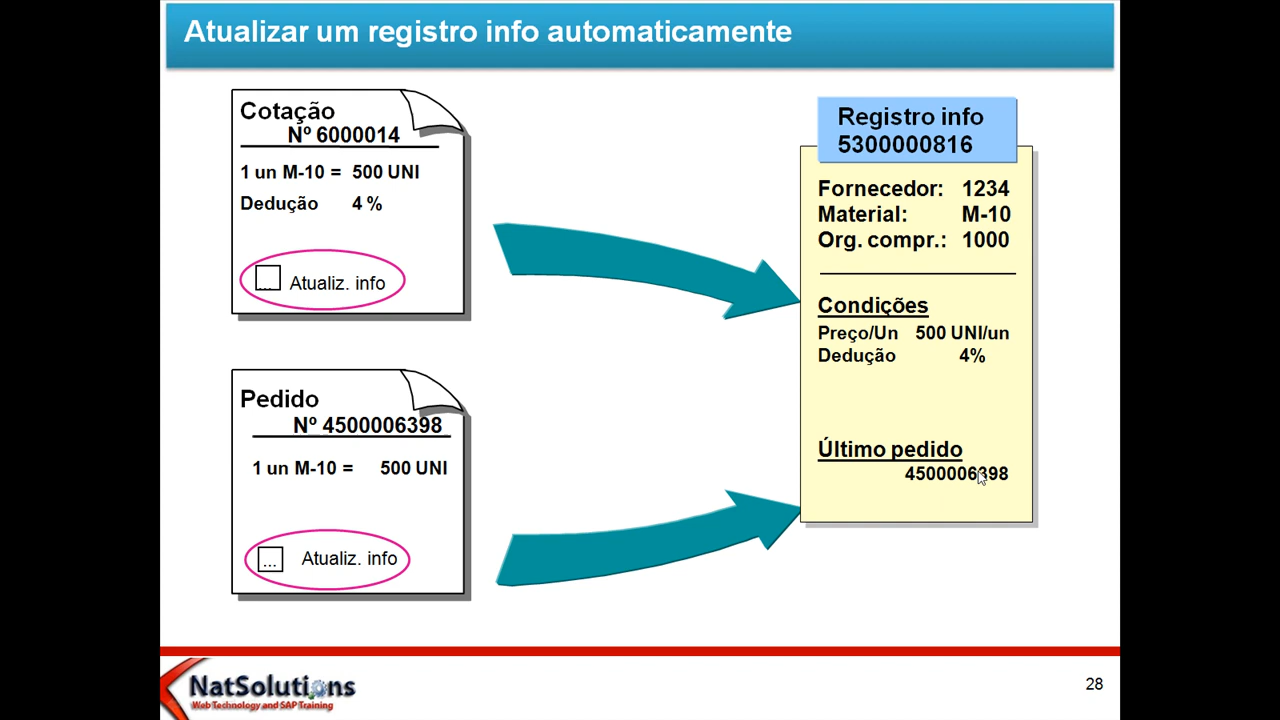 Atualizar um registro info automaticamente
Cotação
Nº 6000014
1 un M-10 = 500 UNI
Dedução 4 %
... Atualiz. info
Pedido
Nº 4500006398
1 un M-10 = 500 UNI
... Atualiz. info
Registro info
5300000816
Fornecedor: 1234
Material: M-10
Org. compr.: 1000
Condições
Preço/Un 500 UNI/un
Dedução 4%
Último pedido
4500006398
NatSolutions
Web Technology and SAP Training
28